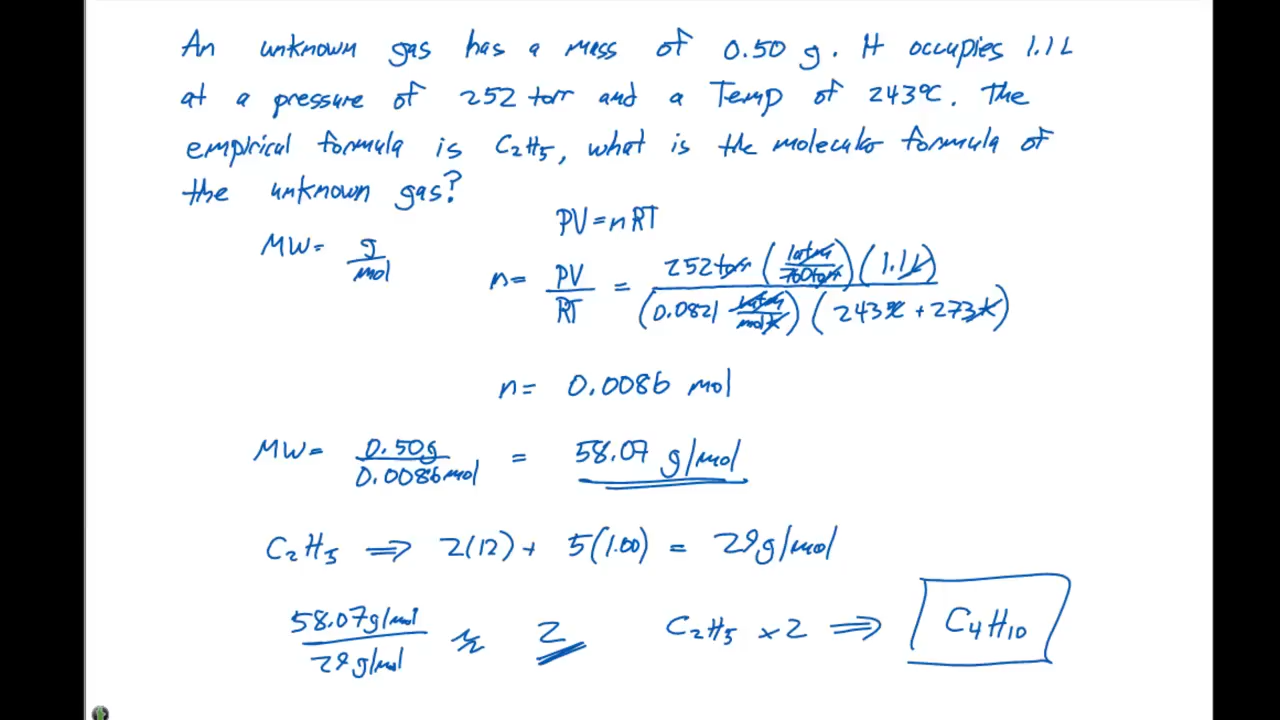 An unknown gas has a mass of 0.50 g. It occupies 1.1 L
at a pressure of 252 torr and a Temp of 243°C. The
empirical formula is C2H5, what is the molecular formula of
the unknown gas?
PV = nRT
MW = g/mol
n = PV/RT = 252 torr (1 atm/760 torr)(1.1 L) / (0.0821 L atm/mol K)(243°C + 273 K)
n = 0.0086 mol
MW = 0.50g/0.0086 mol = 58.07 g/mol
C2H5 ⟹ 2(12) + 5(1.00) = 29 g/mol
58.07 g/mol / 29 g/mol ≈ 2 C2H5 × 2 ⟹ C4H10